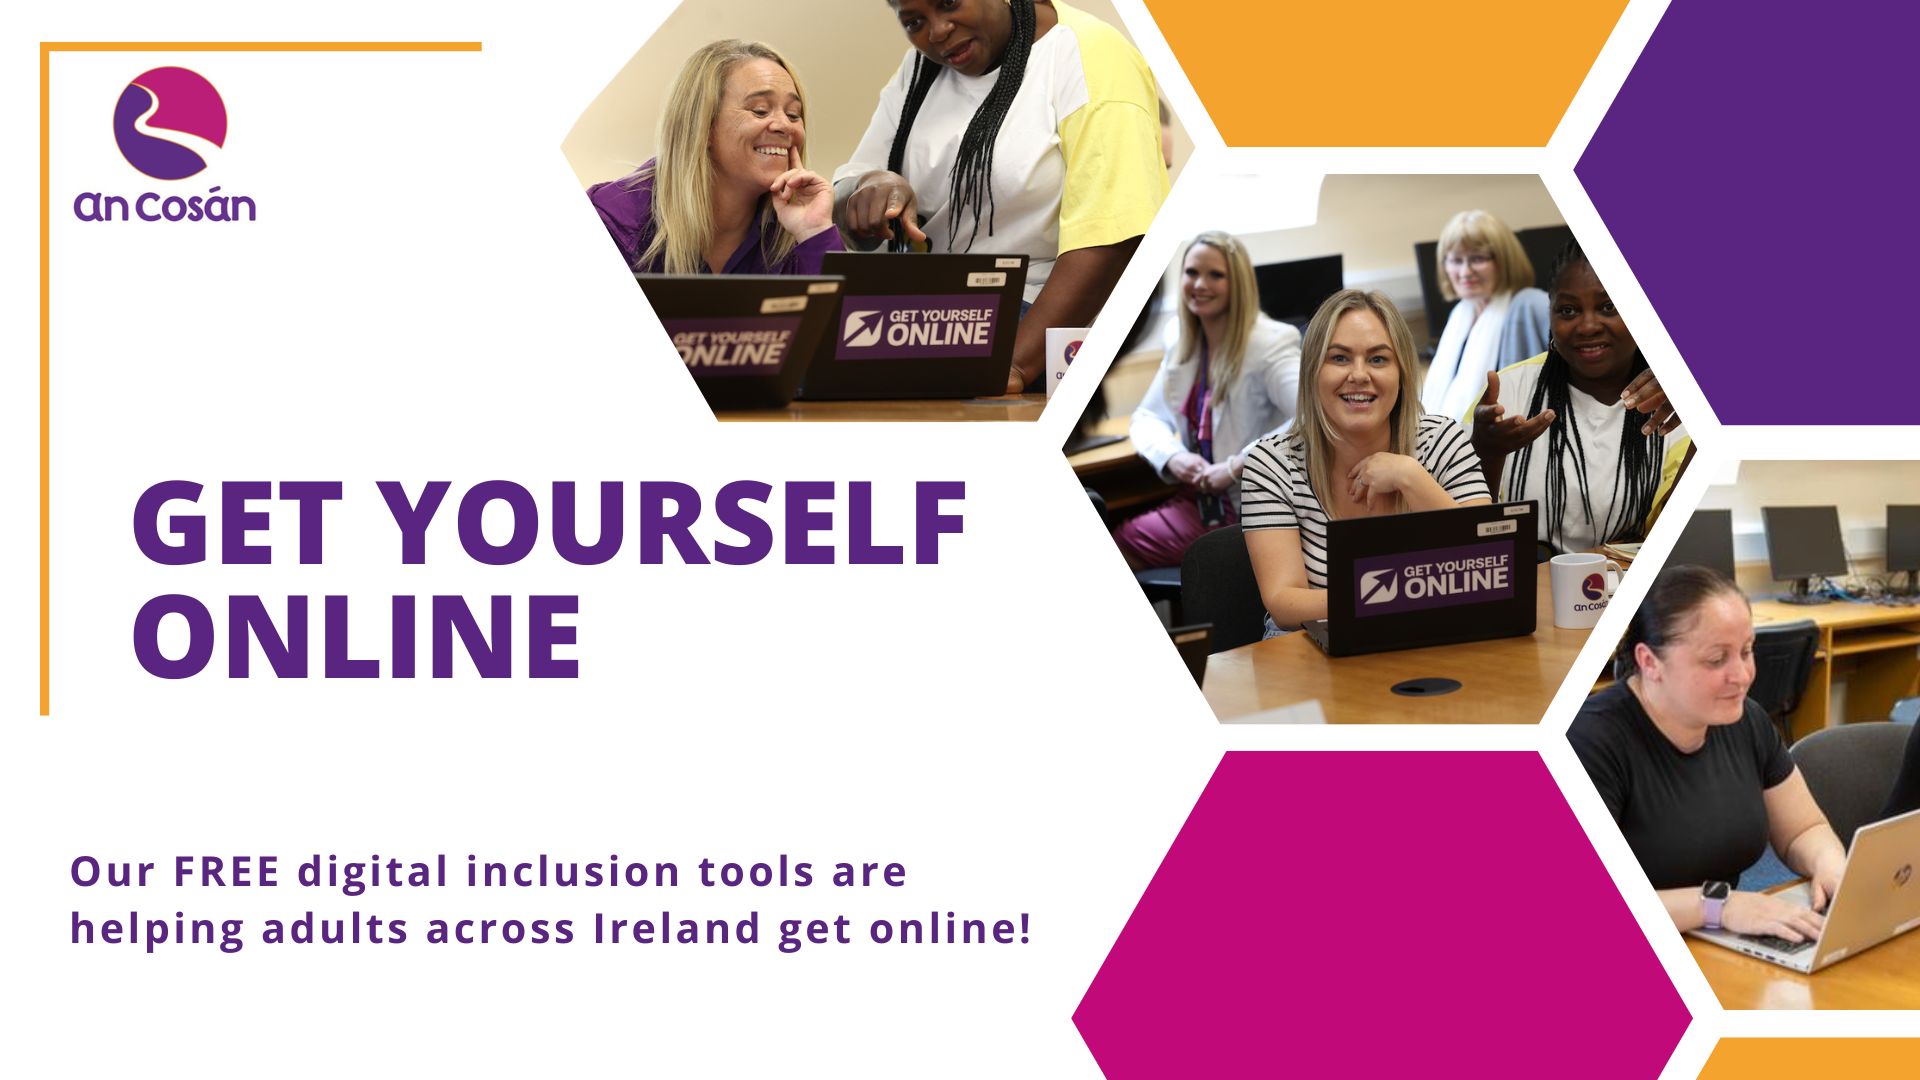 an Cosán
GET YOURSELF
ONLINE
GET YOURSELF
ONLINE
GET YOURSELF
ONLINE
an Cosán
GET YOURSELF
ONLINE
Our FREE digital inclusion tools are
helping adults across Ireland get online!